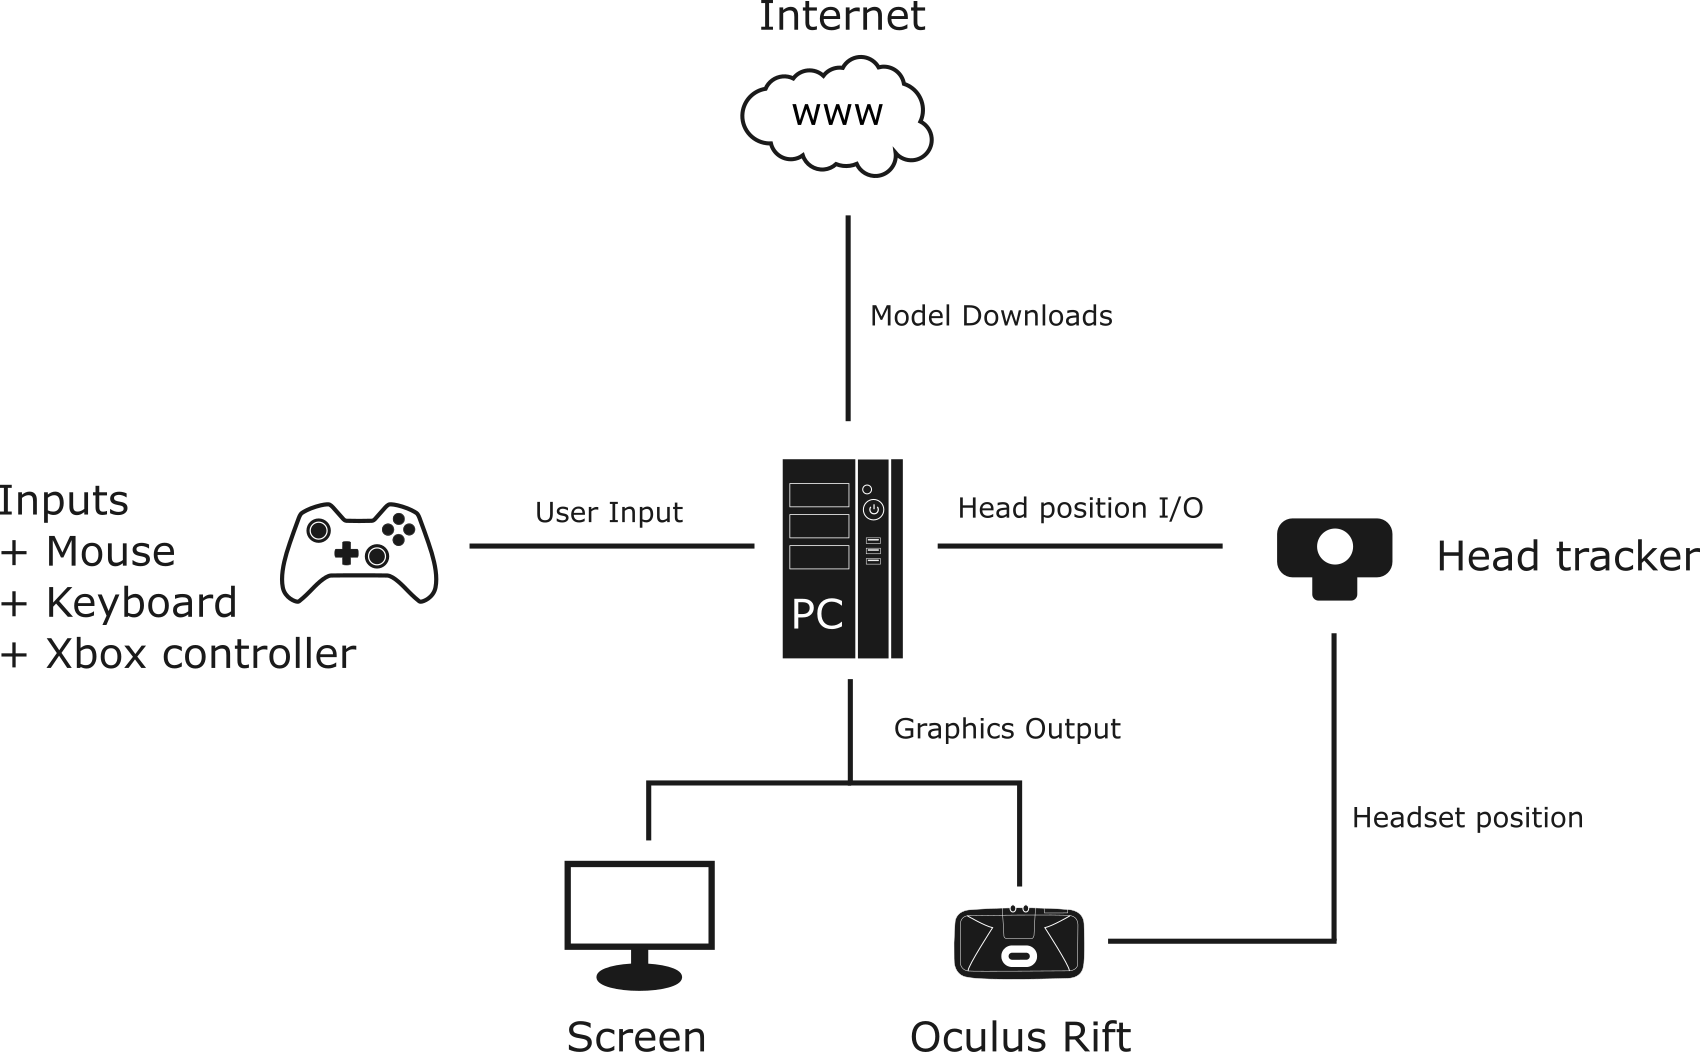 Internet
www
Model Downloads
Inputs
+ Mouse
+ Keyboard
+ Xbox controller
User Input
PC
Head position I/O
Head tracker
Graphics Output
Headset position
Screen
Oculus Rift